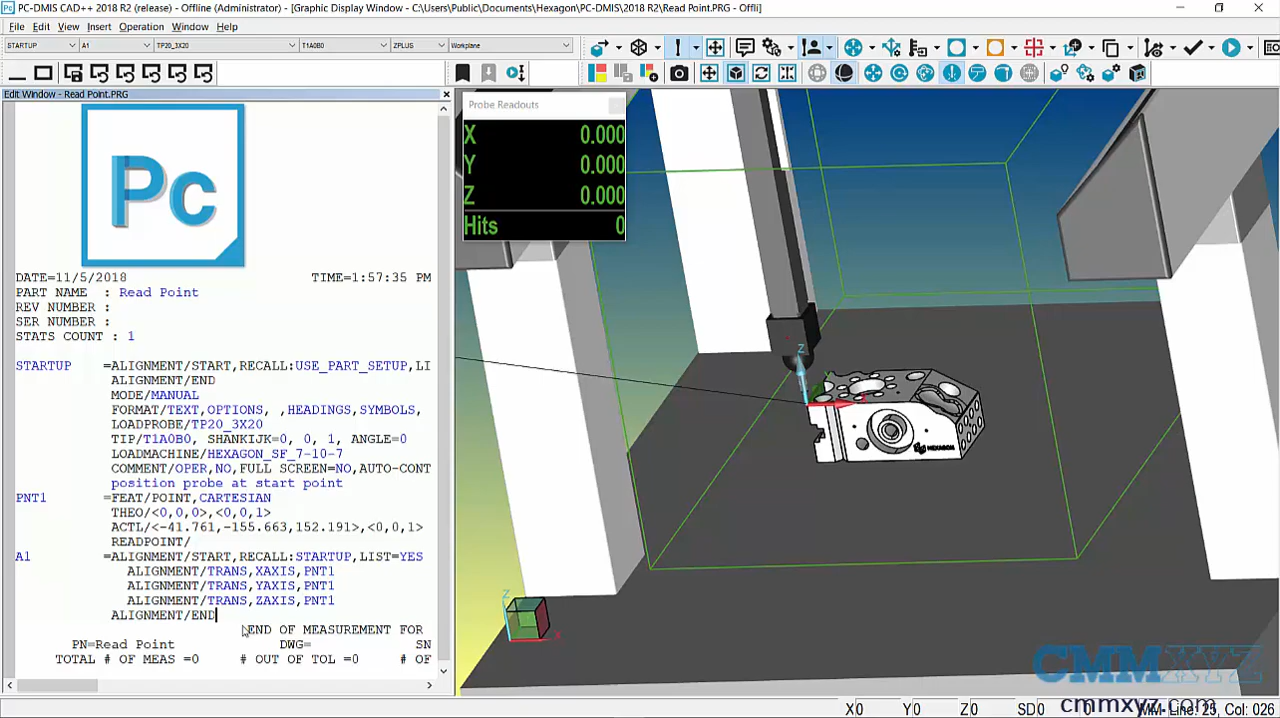 PC-DMIS CAD++ 2018 R2 (release) - Offline (Administrator) - [Graphic Display Window - C:\Users\Public\Documents\Hexagon\PC-DMIS\2018 R2\Read Point.PRG - Offli]
File Edit View Insert Operation Window Help
STARTUP A1 TP20_3X20 T1A0B0 ZPLUS Workplane
Edit Window - Read Point.PRG
Pc
DATE=11/5/2018 TIME=1:57:35 PM
PART NAME : Read Point
REV NUMBER :
SER NUMBER :
STATS COUNT : 1
STARTUP =ALIGNMENT/START,RECALL:USE_PART_SETUP,LI
ALIGNMENT/END
MODE/MANUAL
FORMAT/TEXT,OPTIONS, ,HEADINGS,SYMBOLS,
LOADPROBE/TP20_3X20
TIP/T1A0B0, SHANKIJK=0, 0, 1, ANGLE=0
LOADMACHINE/HEXAGON_SF_7-10-7
COMMENT/OPER,NO,FULL SCREEN=NO,AUTO-CONT
position probe at start point
PNT1 =FEAT/POINT,CARTESIAN
THEO/<0,0,0>,<0,0,1>
ACTL/<-41.761,-155.663,152.191>,<0,0,1>
READPOINT/
A1 =ALIGNMENT/START,RECALL:STARTUP,LIST=YES
ALIGNMENT/TRANS,XAXIS,PNT1
ALIGNMENT/TRANS,YAXIS,PNT1
ALIGNMENT/TRANS,ZAXIS,PNT1
ALIGNMENT/END
END OF MEASUREMENT FOR
PN=Read Point DWG= SN
TOTAL # OF MEAS =0 # OUT OF TOL =0 # OF
Probe Readouts
X 0.000
Y 0.000
Z 0.000
Hits 0
Z
HEXAGON
Z
X
CMMXYZ
cmmxyz.com
X0 Y0 Z0 SD0 0 MM Line: 25, Col: 026